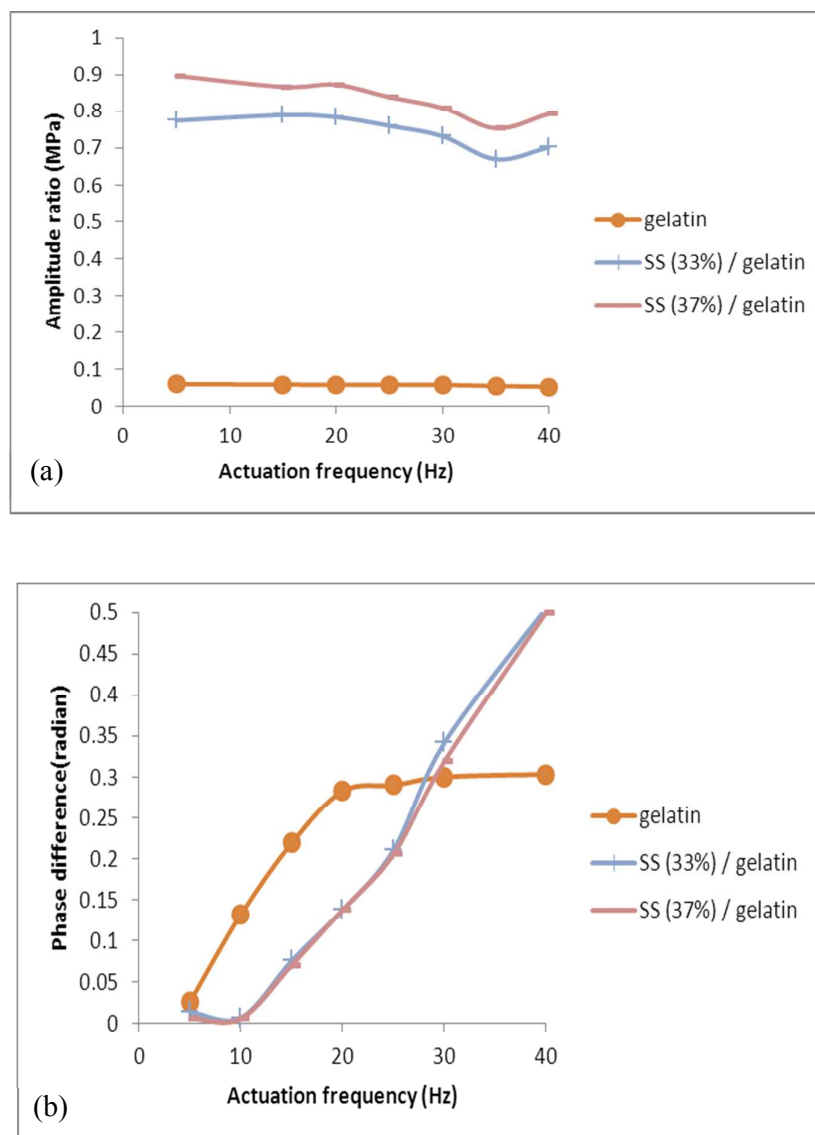 1
0.9
0.8
0.7
0.6
0.5
0.4
0.3
0.2
0.1
0
Amplitude ratio (MPa)
0 10 20 30 40
Actuation frequency (Hz)
gelatin
SS (33%) / gelatin
SS (37%) / gelatin
(a)
0.5
0.45
0.4
0.35
0.3
0.25
0.2
0.15
0.1
0.05
0
Phase difference(radian)
0 10 20 30 40
Actuation frequency (Hz)
gelatin
SS (33%) / gelatin
SS (37%) / gelatin
(b)